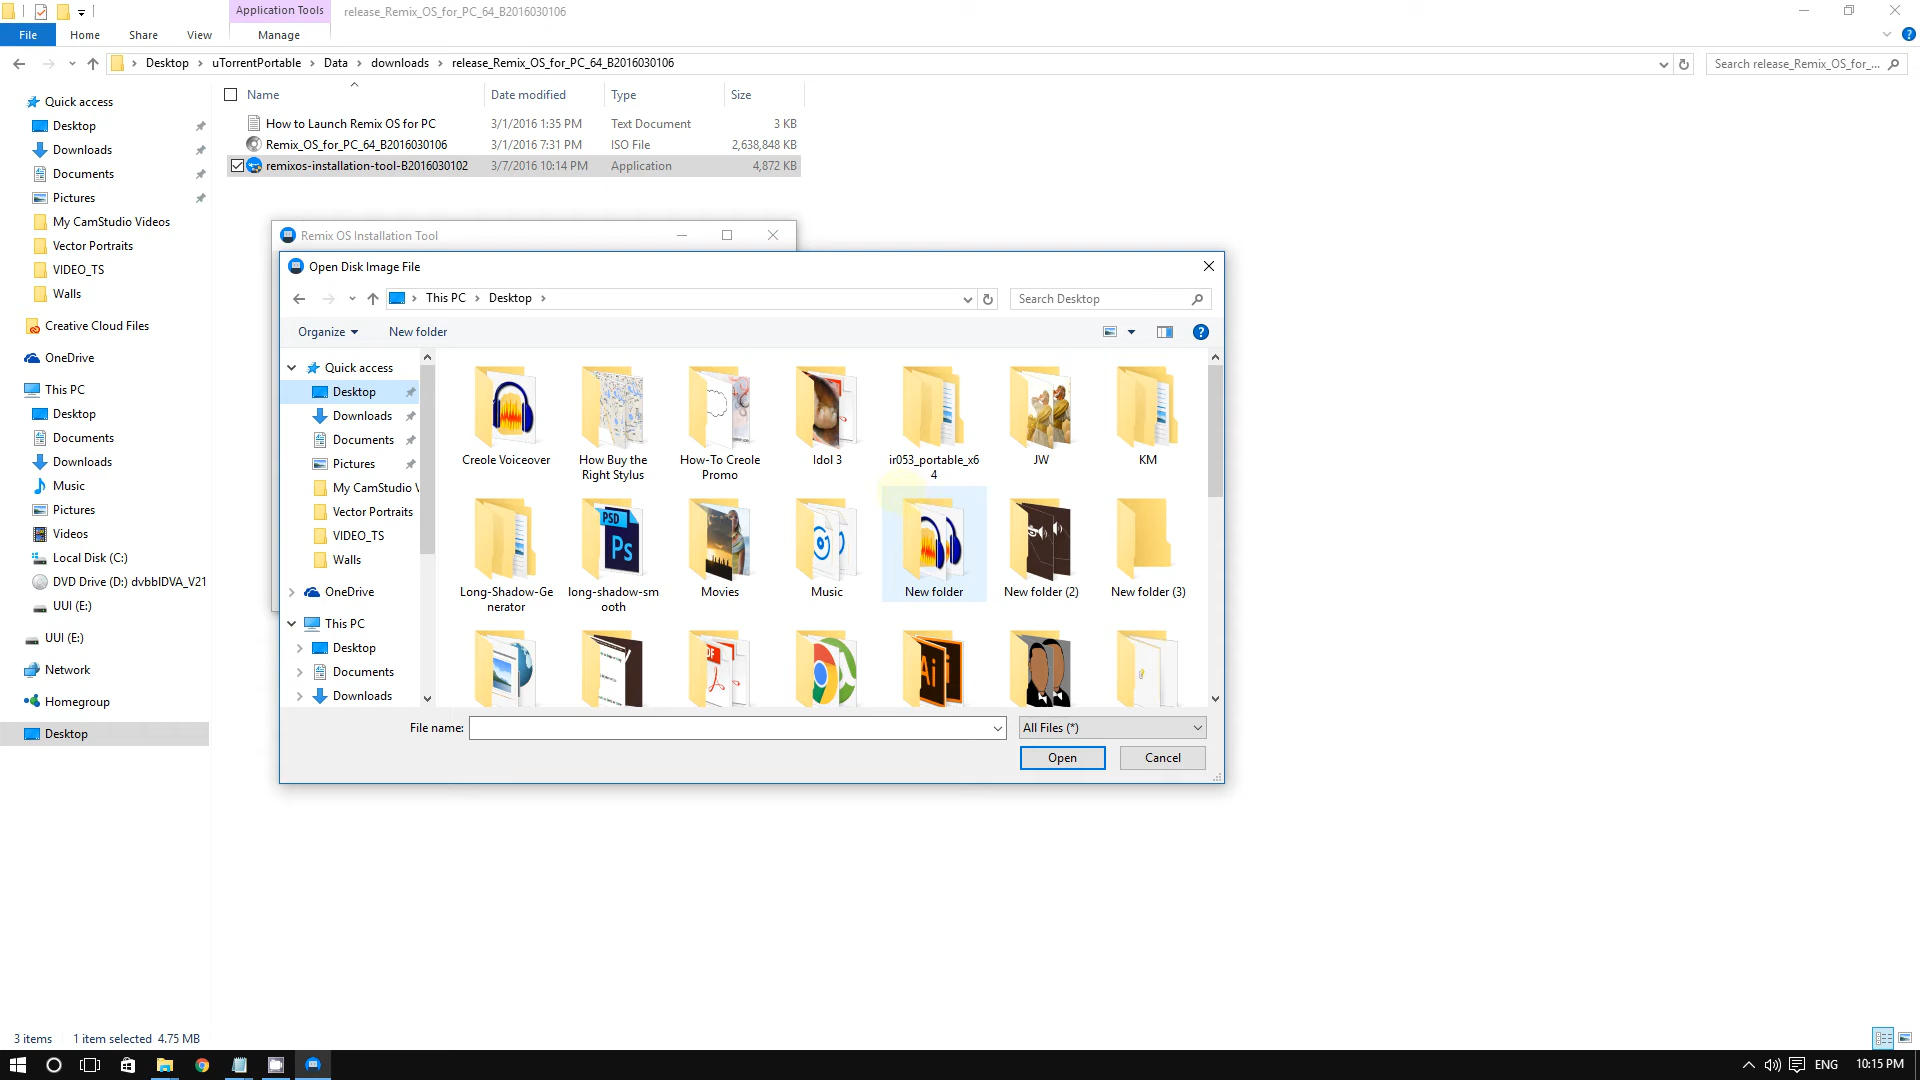 Application Tools
release_Remix_OS_for_PC_64_B2016030106
File
Home
Share
View
Manage
Desktop
uTorrentPortable
Data
downloads
release_Remix_OS_for_PC_64_B2016030106
Search release_Remix_OS_for_...
Name
Date modified
Type
Size
How to Launch Remix OS for PC
3/1/2016 1:35 PM
Text Document
3 KB
Remix_OS_for_PC_64_B2016030106
3/1/2016 7:31 PM
ISO File
2,638,848 KB
remixos-installation-tool-B2016030102
3/7/2016 10:14 PM
Application
4,872 KB
Quick access
Desktop
Downloads
Documents
Pictures
My CamStudio Videos
Vector Portraits
VIDEO_TS
Walls
Creative Cloud Files
OneDrive
This PC
Desktop
Documents
Downloads
Music
Pictures
Videos
Local Disk (C:)
DVD Drive (D:) dvbblDVA_V21
UUI (E:)
UUI (E:)
Network
Homegroup
Desktop
Remix OS Installation Tool
Open Disk Image File
This PC
Desktop
Search Desktop
Organize
New folder
Quick access
Desktop
Downloads
Documents
Pictures
My CamStudio V
Vector Portraits
VIDEO_TS
Walls
OneDrive
This PC
Desktop
Documents
Downloads
Creole Voiceover
How Buy the
Right Stylus
How-To Creole
Promo
Idol 3
ir053_portable_x6
4
JW
KM
PSD
Ps
Long-Shadow-Ge
nerator
long-shadow-sm
ooth
Movies
Music
New folder
New folder (2)
New folder (3)
Ai
File name:
All Files (*)
Open
Cancel
3 items
1 item selected 4.75 MB
ENG
10:15 PM